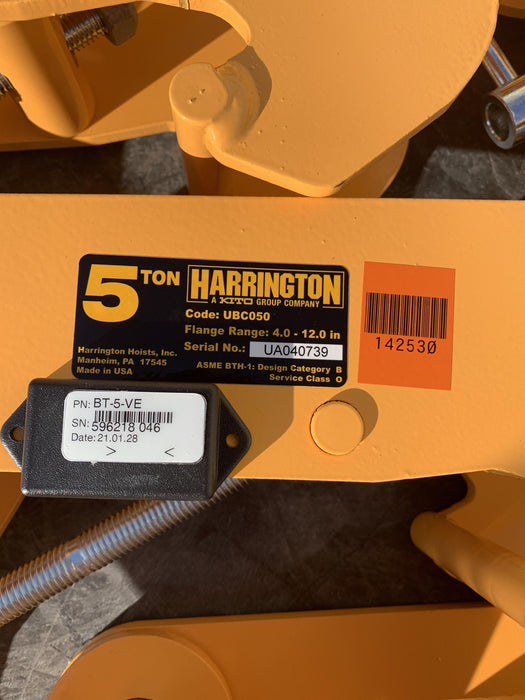 5 TON
HARRINGTON
A KITO GROUP COMPANY
Code: UBC050
Flange Range: 4.0 - 12.0 in
Serial No.: UA040739
Harrington Hoists, Inc.
Manheim, PA 17545
Made in USA
ASME BTH-1: Design Category B
Service Class O
142530
PN: BT-5-VE
SN: 596218 046
Date: 21.01.28
> <